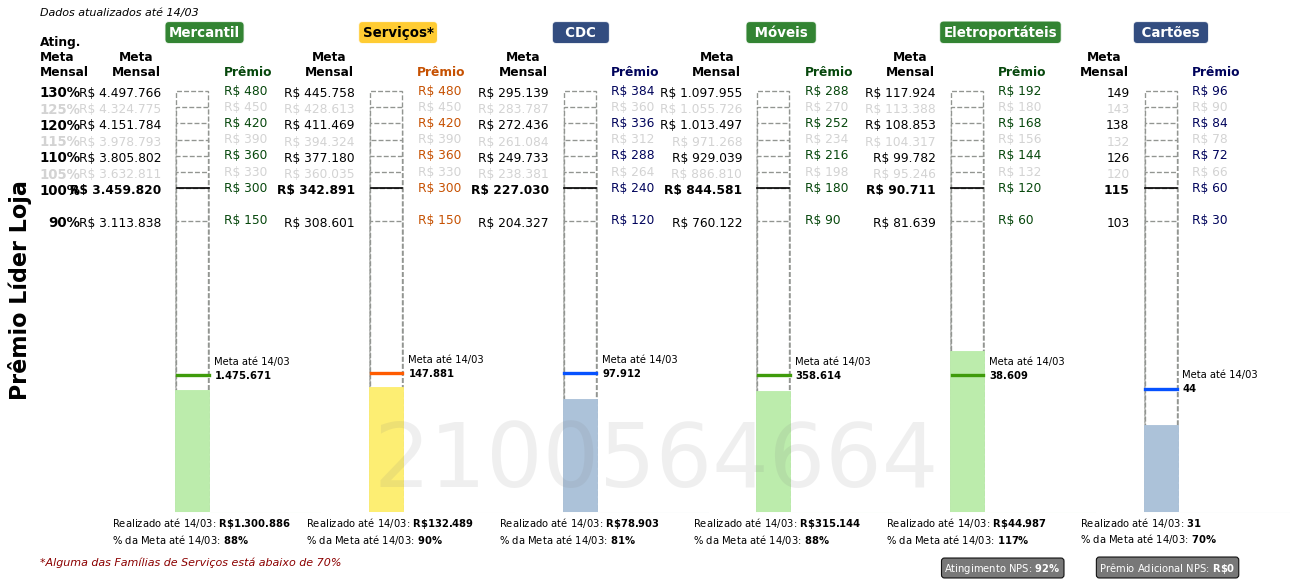 Dados atualizados até 14/03
Mercantil Serviços* CDC Móveis Eletroportáteis Cartões
Ating. Meta Mensal Meta Mensal Prêmio Meta Mensal Prêmio Meta Mensal Prêmio Meta Mensal Prêmio Meta Mensal Prêmio Meta Mensal Prêmio
130% R$ 4.497.766 R$ 480 R$ 445.758 R$ 480 R$ 295.139 R$ 384 R$ 1.097.955 R$ 288 R$ 117.924 R$ 192 149 R$ 96
125% R$ 4.324.775 R$ 450 R$ 428.613 R$ 450 R$ 283.787 R$ 360 R$ 1.055.726 R$ 270 R$ 113.388 R$ 180 143 R$ 90
120% R$ 4.151.784 R$ 420 R$ 411.469 R$ 420 R$ 272.436 R$ 336 R$ 1.013.497 R$ 252 R$ 108.853 R$ 168 138 R$ 84
115% R$ 3.978.793 R$ 390 R$ 394.324 R$ 390 R$ 261.084 R$ 312 R$ 971.268 R$ 234 R$ 104.317 R$ 156 132 R$ 78
110% R$ 3.805.802 R$ 360 R$ 377.180 R$ 360 R$ 249.733 R$ 288 R$ 929.039 R$ 216 R$ 99.782 R$ 144 126 R$ 72
105% R$ 3.632.811 R$ 330 R$ 360.035 R$ 330 R$ 238.381 R$ 264 R$ 886.810 R$ 198 R$ 95.246 R$ 132 120 R$ 66
100% R$ 3.459.820 R$ 300 R$ 342.891 R$ 300 R$ 227.030 R$ 240 R$ 844.581 R$ 180 R$ 90.711 R$ 120 115 R$ 60
90% R$ 3.113.838 R$ 150 R$ 308.601 R$ 150 R$ 204.327 R$ 120 R$ 760.122 R$ 90 R$ 81.639 R$ 60 103 R$ 30
Prêmio Líder Loja
Meta até 14/03 Meta até 14/03 Meta até 14/03 Meta até 14/03 Meta até 14/03 Meta até 14/03
1.475.671 147.881 97.912 358.614 38.609 44
2100564664
Realizado até 14/03: R$1.300.886 Realizado até 14/03: R$132.489 Realizado até 14/03: R$78.903 Realizado até 14/03: R$315.144 Realizado até 14/03: R$44.987 Realizado até 14/03: 31
% da Meta até 14/03: 88% % da Meta até 14/03: 90% % da Meta até 14/03: 81% % da Meta até 14/03: 88% % da Meta até 14/03: 117% % da Meta até 14/03: 70%
*Alguma das Famílias de Serviços está abaixo de 70%
Atingimento NPS: 92% Prêmio Adicional NPS: R$0